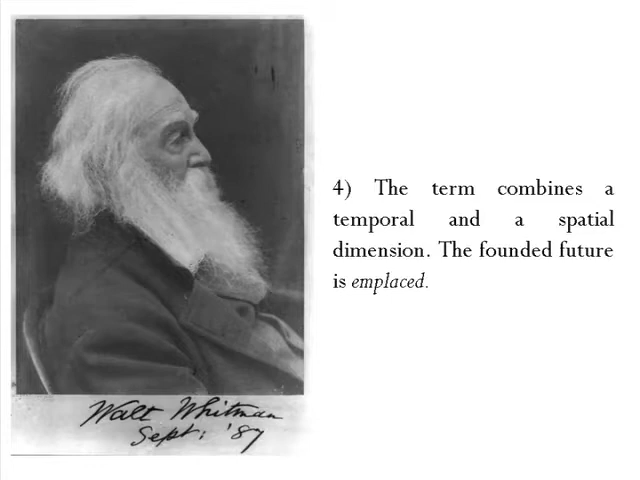 4) The term combines a
temporal and a spatial
dimension. The founded future
is emplaced.
Walt Whitman
Sept: '87